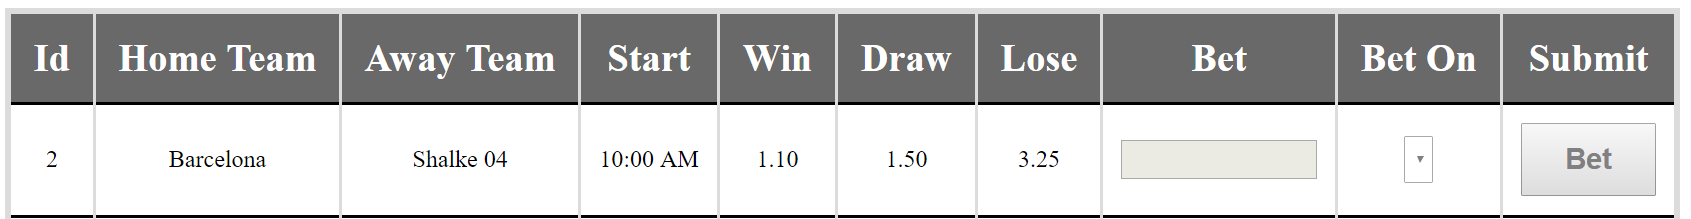 Id Home Team Away Team Start Win Draw Lose Bet Bet On Submit
2 Barcelona Shalke 04 10:00 AM 1.10 1.50 3.25 Bet